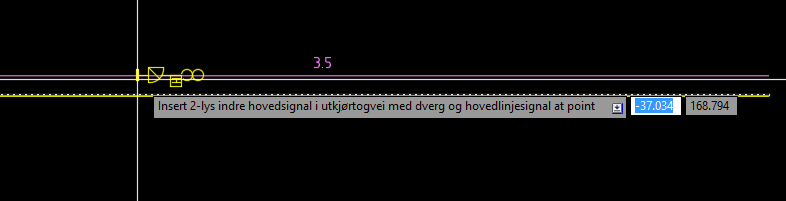 3.5
Insert 2-lys indre hovedsignal i utkjørtogvei med dverg og hovedlinjesignal at point -37.034 168.794